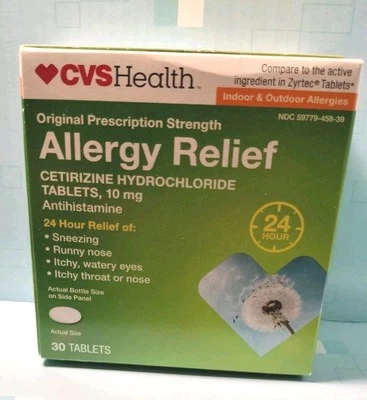 CVSHealth™
Compare to the active
ingredient in Zyrtec® Tablets*
Indoor & Outdoor Allergies
NDC 59779-458-39
Original Prescription Strength
Allergy Relief
CETIRIZINE HYDROCHLORIDE
TABLETS, 10 mg
Antihistamine
24 Hour Relief of:
• Sneezing
• Runny nose
• Itchy, watery eyes
• Itchy throat or nose
24
HOUR
Actual Bottle Size
on Side Panel
Actual Size
30 TABLETS